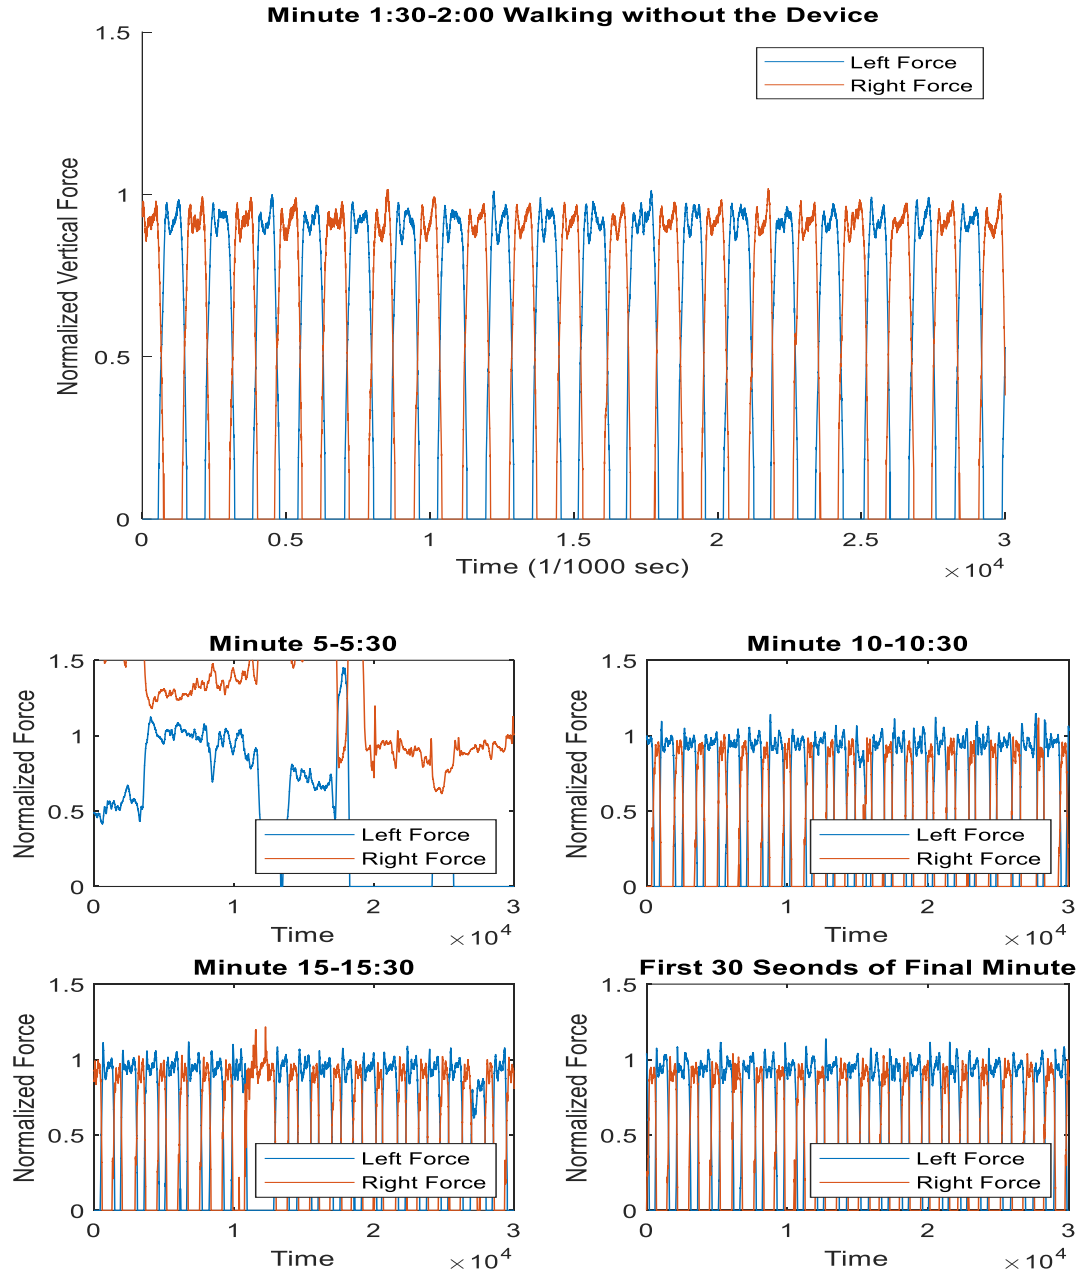 Minute 1:30-2:00 Walking without the Device
1.5
Left Force
Right Force
1
Normalized Vertical Force
0.5
0
0 0.5 1 1.5 2 2.5 3
Time (1/1000 sec)
×10^4
Minute 5-5:30
1.5
1
Normalized Force
0.5
Left Force
Right Force
0
0 1 2 3
Time
×10^4
Minute 10-10:30
1.5
1
Normalized Force
0.5
Left Force
Right Force
0
0 1 2 3
Time
×10^4
Minute 15-15:30
1.5
1
Normalized Force
0.5
Left Force
Right Force
0
0 1 2 3
Time
×10^4
First 30 Seonds of Final Minute
1.5
1
Normalized Force
0.5
Left Force
Right Force
0
0 1 2 3
Time
×10^4